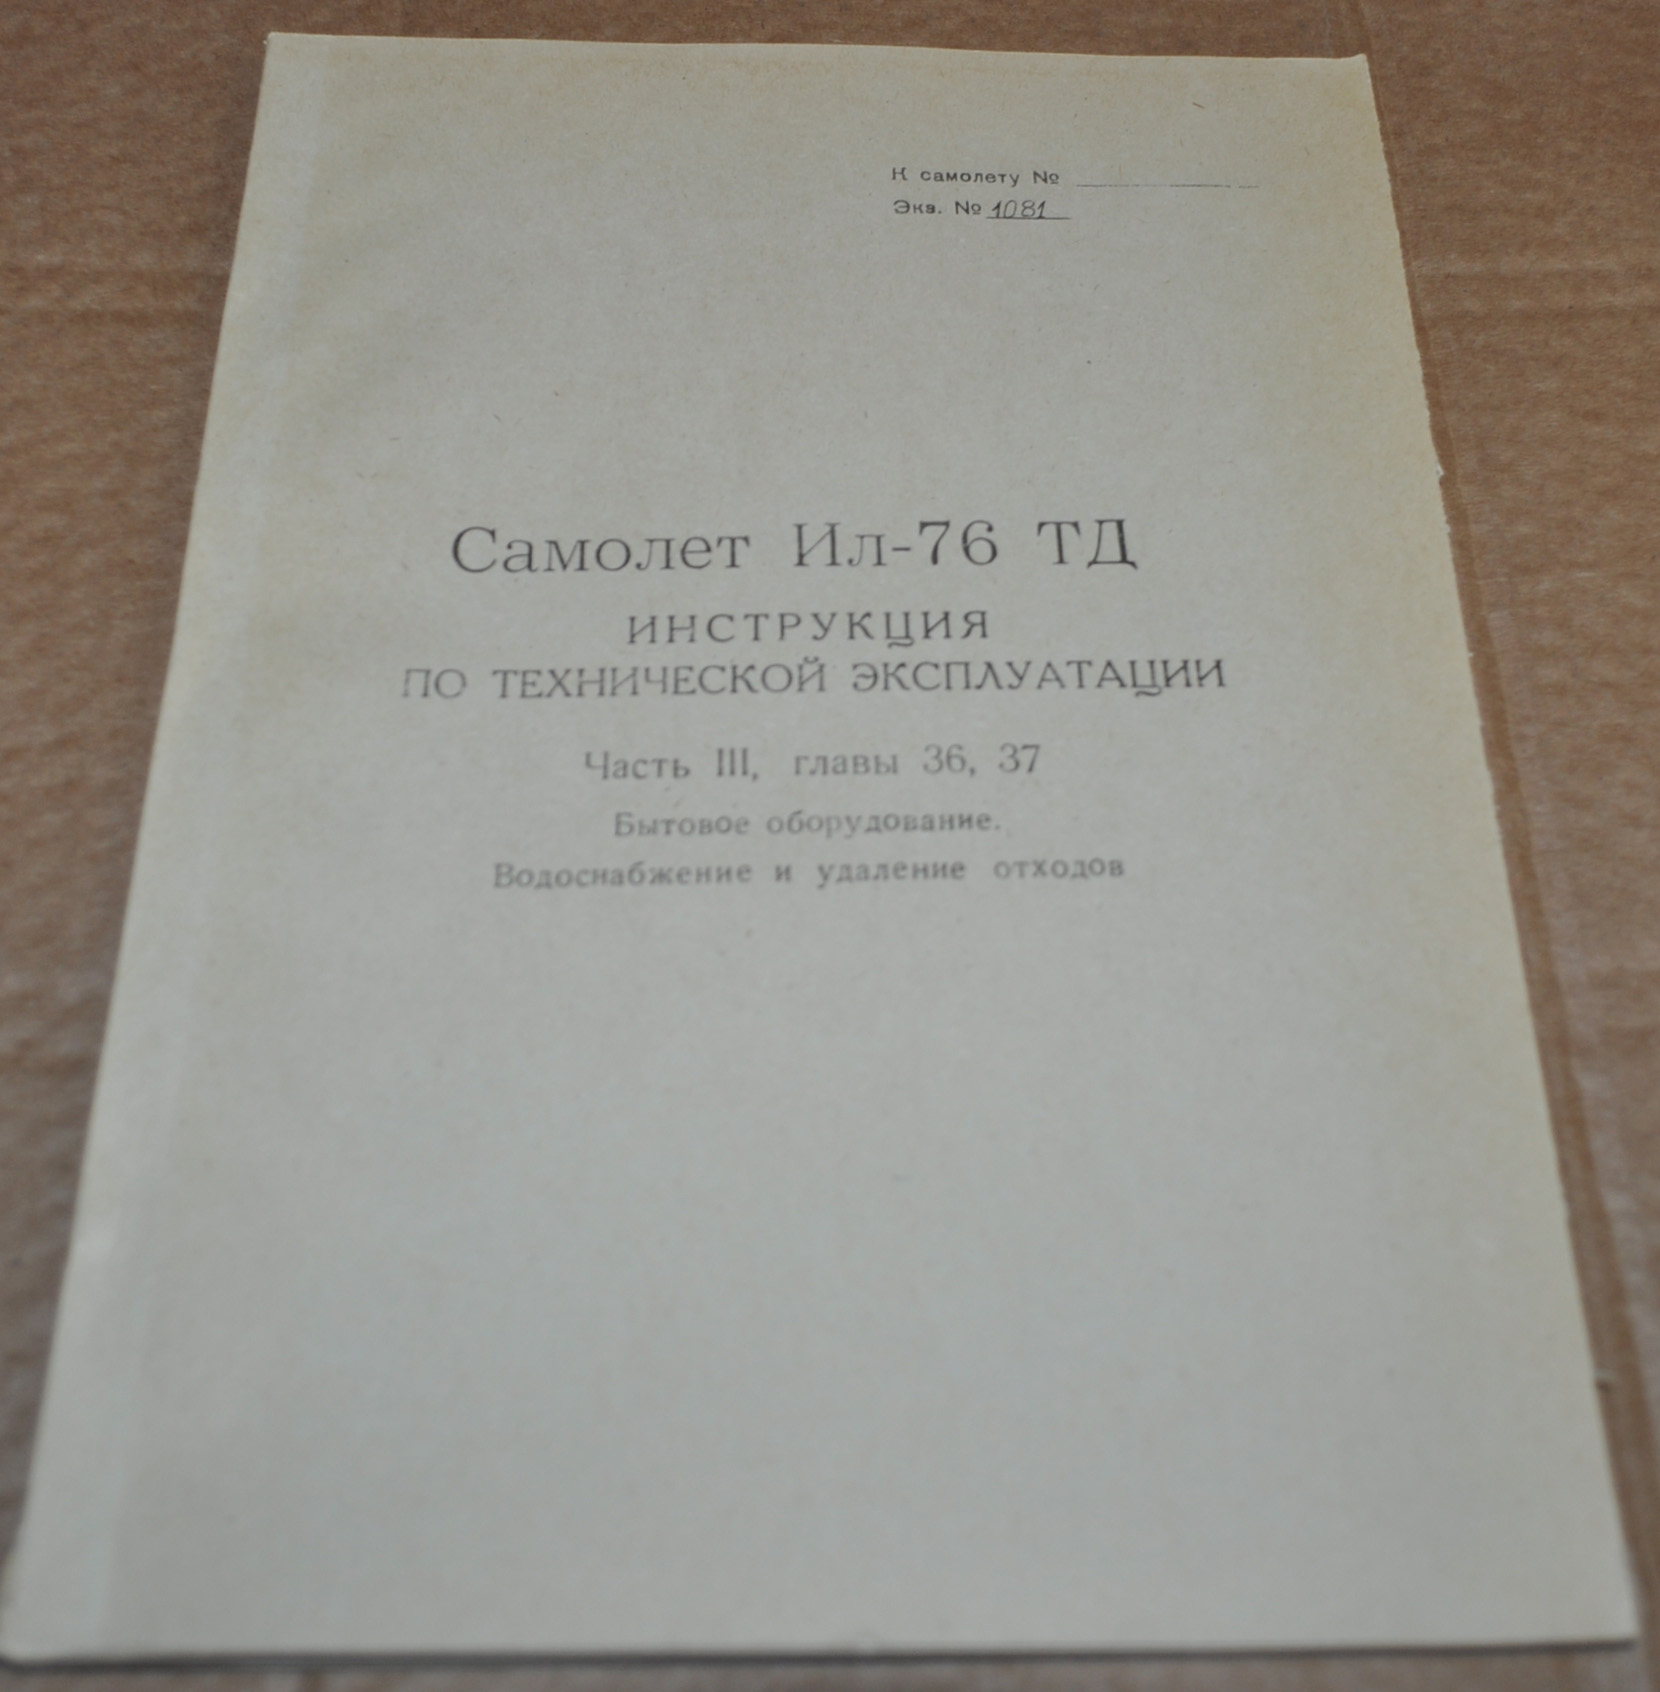 К самолету №
Экз. № 1081
Самолет Ил-76 ТД
ИНСТРУКЦИЯ
ПО ТЕХНИЧЕСКОЙ ЭКСПЛУАТАЦИИ
Часть III, главы 36, 37
Бытовое оборудование.
Водоснабжение и удаление отходов